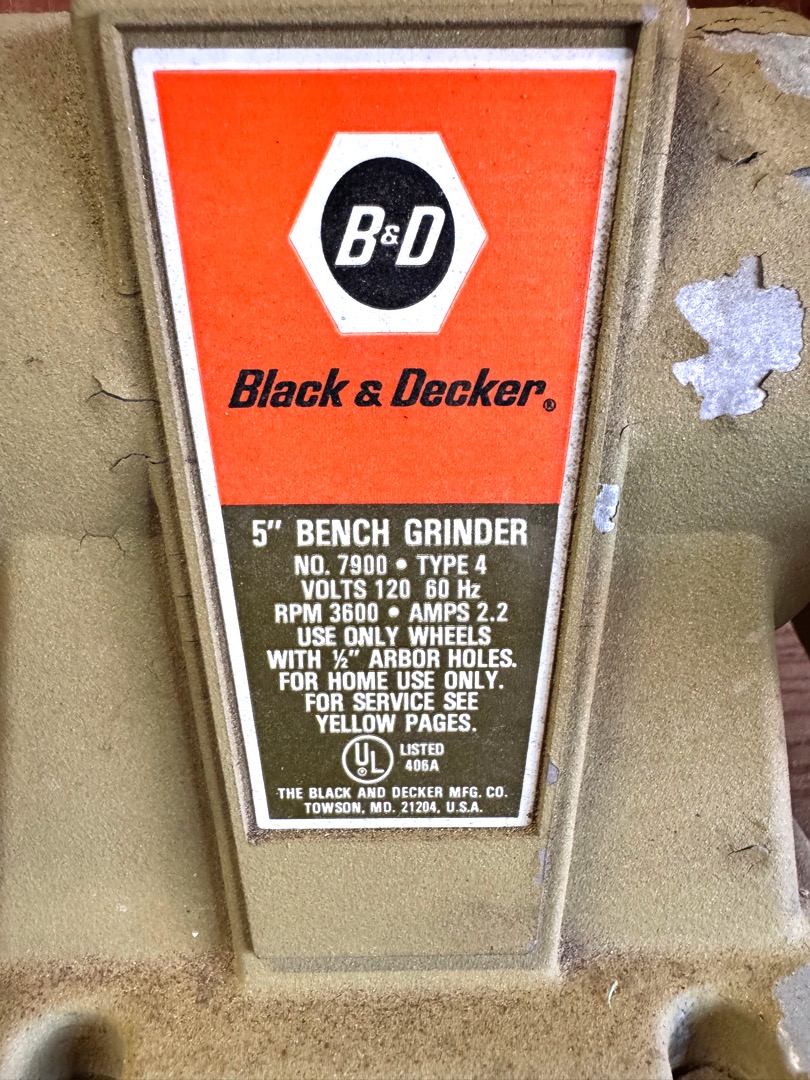 B&D
Black & Decker®
5" BENCH GRINDER
NO. 7900 • TYPE 4
VOLTS 120 60 Hz
RPM 3600 • AMPS 2.2
USE ONLY WHEELS
WITH ½" ARBOR HOLES.
FOR HOME USE ONLY.
FOR SERVICE SEE
YELLOW PAGES.
UL® LISTED
406A
THE BLACK AND DECKER MFG. CO.
TOWSON, MD. 21204, U.S.A.